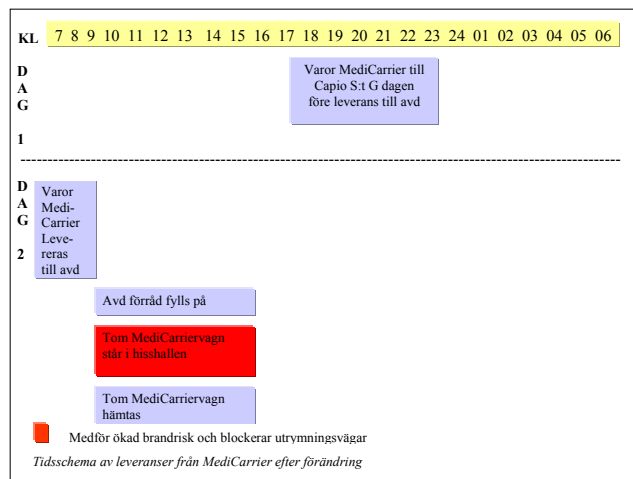 KL 7 8 9 10 11 12 13 14 15 16 17 18 19 20 21 22 23 24 01 02 03 04 05 06
D
A
G
1
Varor MediCarrier till
Capio S:t G dagen
före leverans till avd
D
A
G
2
Varor
Medi-
Carrier
Leve-
reras
till avd
Avd förråd fylls på
Tom MediCarriervagn
står i hisshallen
Tom MediCarriervagn
hämtas
Medför ökad brandrisk och blockerar utrymningsvägar
Tidsschema av leveranser från MediCarrier efter förändring